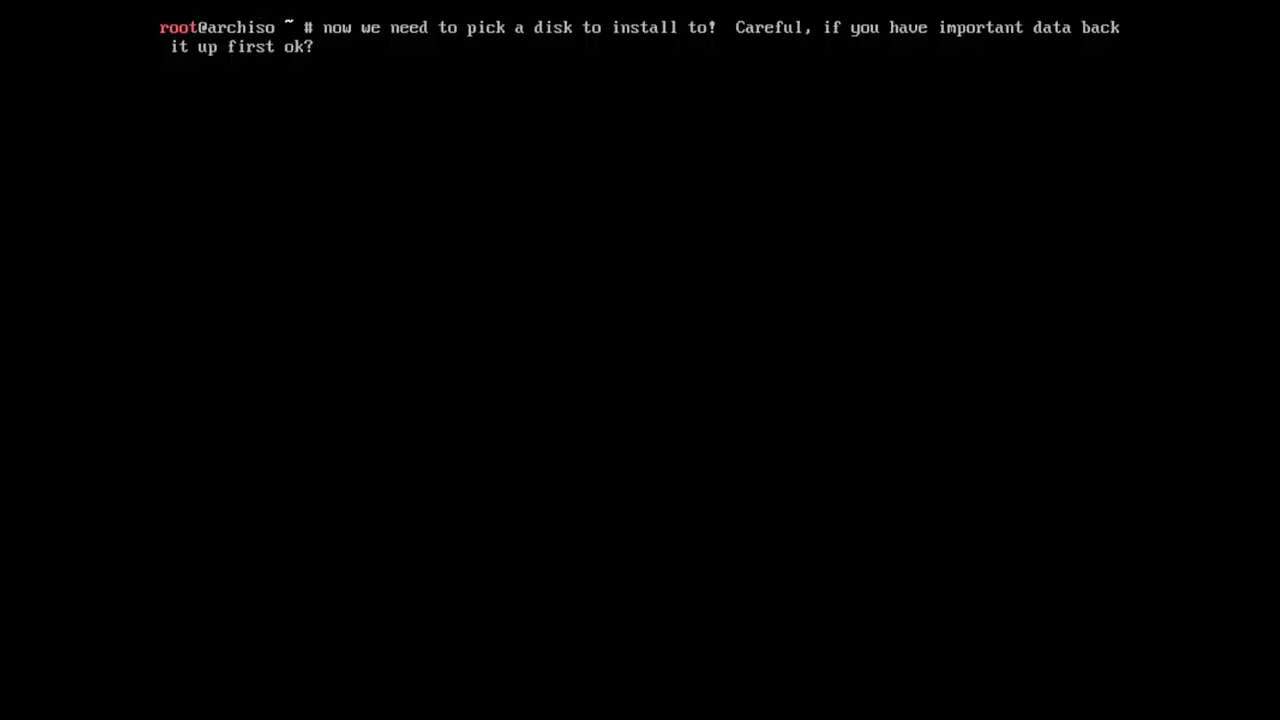 root@archiso ~ # now we need to pick a disk to install to!  Careful, if you have important data back
it up first ok?